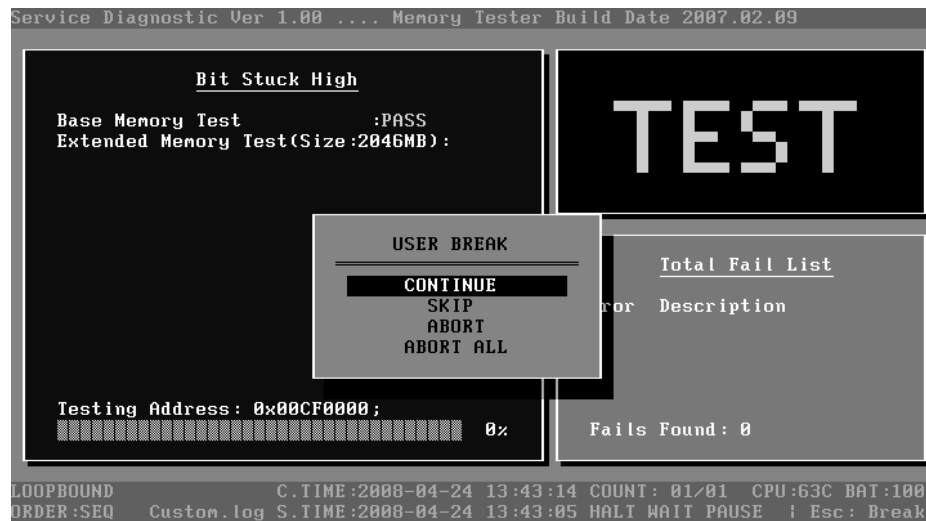 Service Diagnostic Ver 1.00 .... Memory Tester Build Date 2007.02.09
Bit Stuck High
Base Memory Test :PASS
Extended Memory Test(Size:2046MB):
TEST
USER BREAK
CONTINUE
SKIP
ABORT
ABORT ALL
Total Fail List
ror Description
Testing Address: 0x00CF0000;
0%
Fails Found: 0
LOOPBOUND C.TIME:2008-04-24 13:43:14 COUNT: 01/01 CPU:63C BAT:100
ORDER:SEQ Custom.log S.TIME:2008-04-24 13:43:05 HALT WAIT PAUSE ¦ Esc: Break